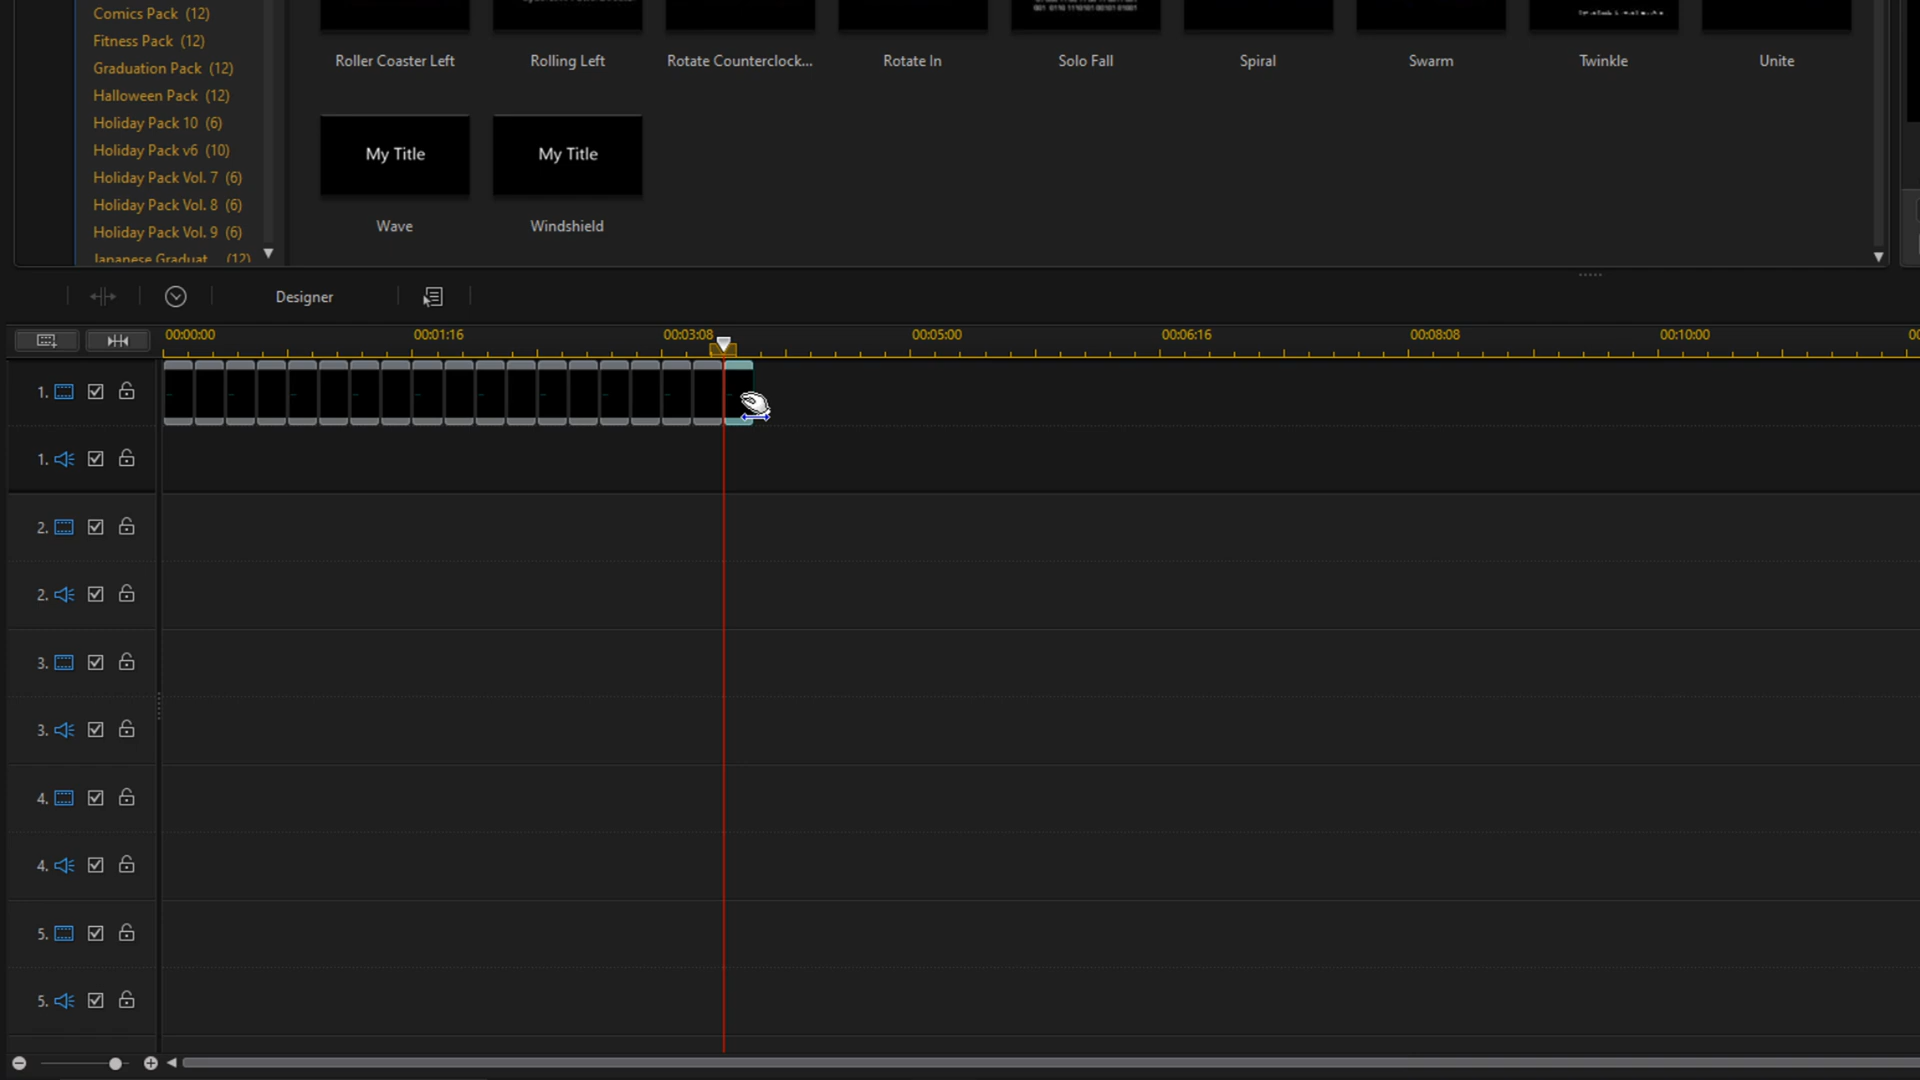 Comics Pack (12)
Fitness Pack (12)
Graduation Pack (12)
Halloween Pack (12)
Holiday Pack 10 (6)
Holiday Pack v6 (10)
Holiday Pack Vol. 7 (6)
Holiday Pack Vol. 8 (6)
Holiday Pack Vol. 9 (6)
Japanese Graduat... (12)
Roller Coaster Left
Rolling Left
Rotate Counterclock...
Rotate In
Solo Fall
Spiral
Swarm
Twinkle
Unite
My Title
My Title
Wave
Windshield
Designer
00:00:00
00:01:16
00:03:08
00:05:00
00:06:16
00:08:08
00:10:00
1.
1.
2.
2.
3.
3.
4.
4.
5.
5.